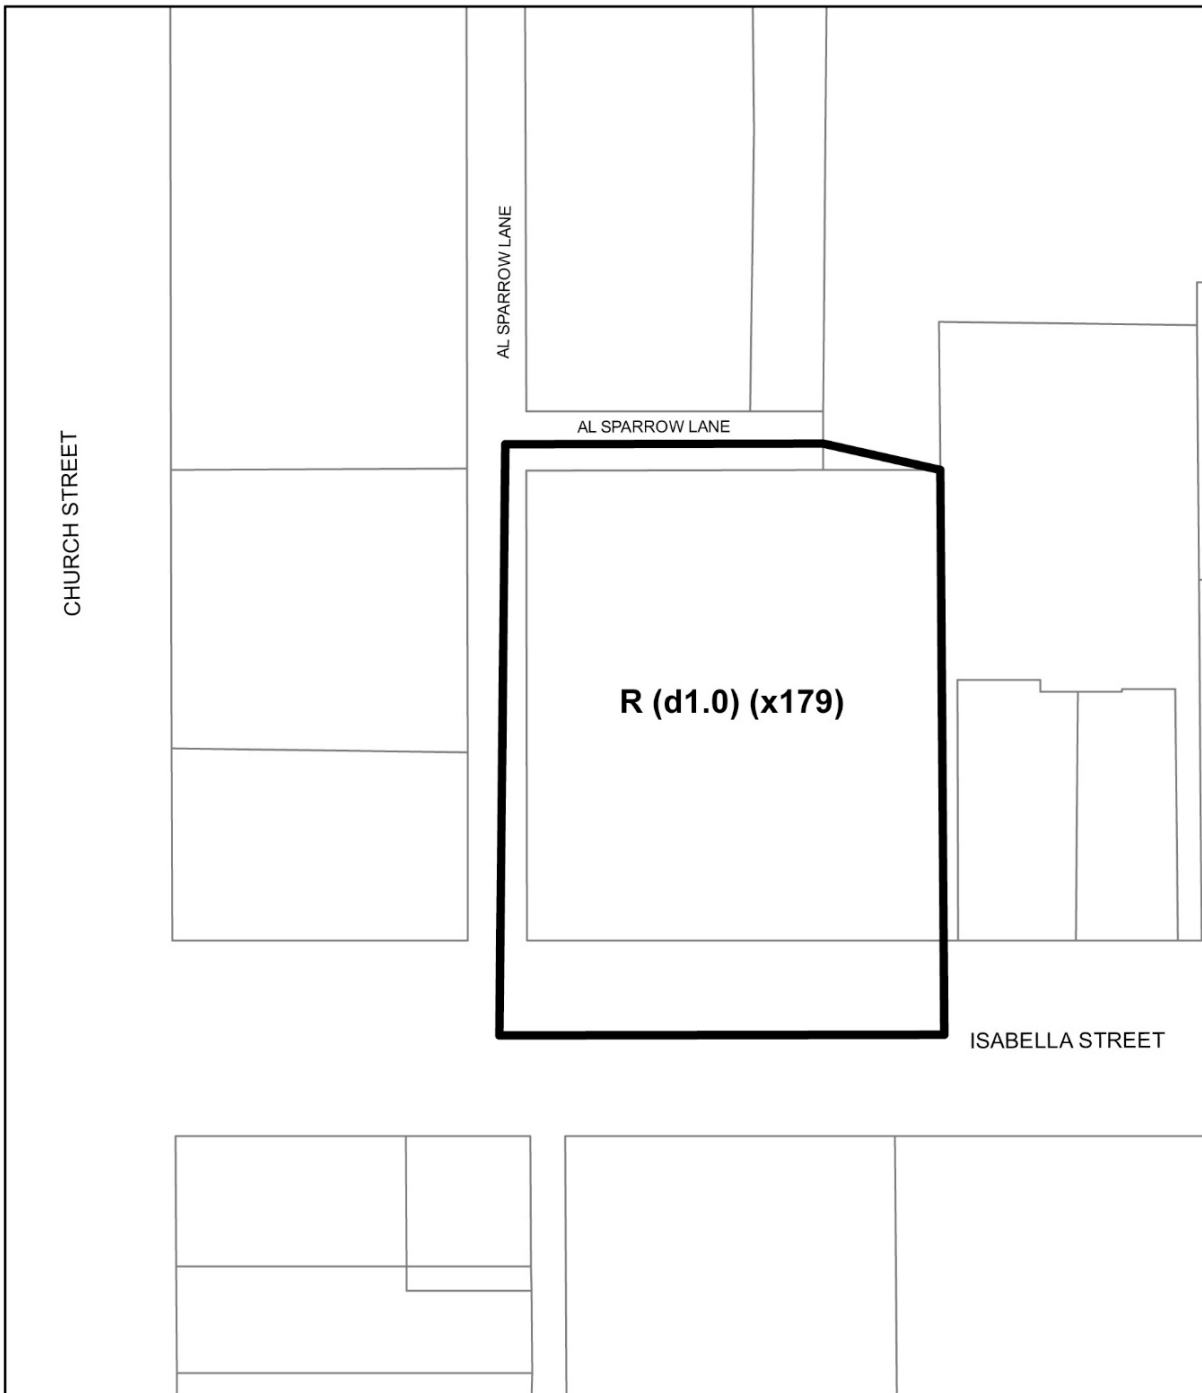 AL SPARROW LANE
AL SPARROW LANE
CHURCH STREET
R (d1.0) (x179)
ISABELLA STREET